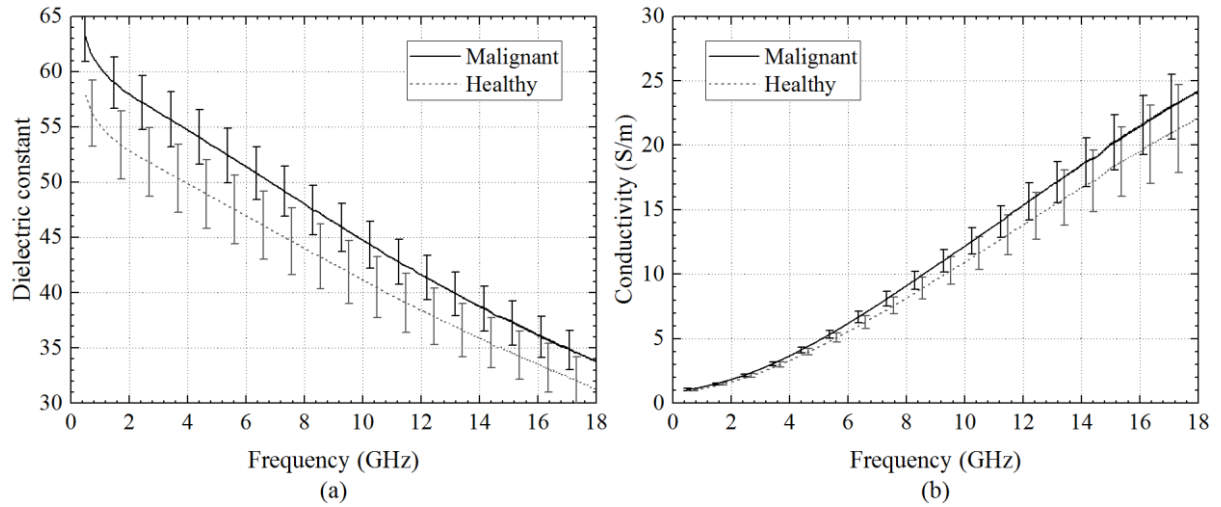 65
60
55
50
45
40
35
30
Dielectric constant
Malignant
Healthy
0 2 4 6 8 10 12 14 16 18
Frequency (GHz)
(a)
30
25
20
15
10
5
0
Conductivity (S/m)
Malignant
Healthy
0 2 4 6 8 10 12 14 16 18
Frequency (GHz)
(b)